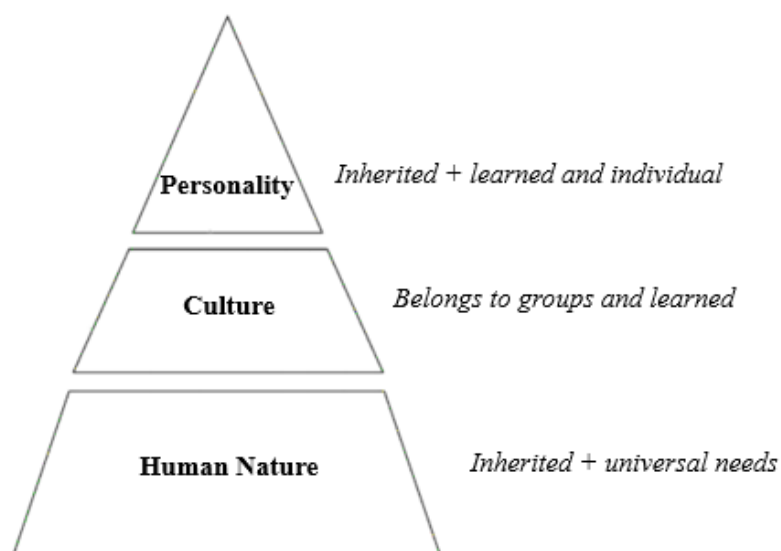 Personality
Inherited + learned and individual
Culture
Belongs to groups and learned
Human Nature
Inherited + universal needs